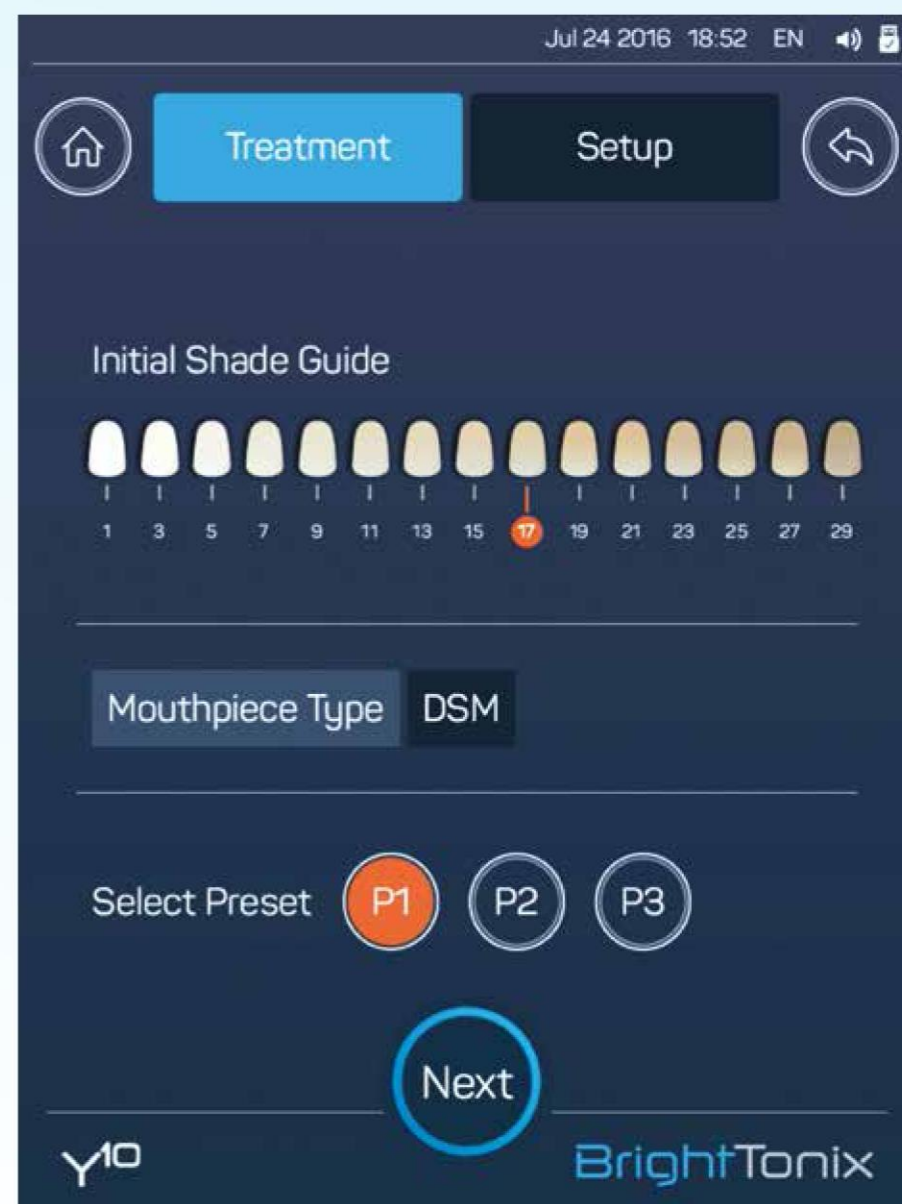 Jul 24 2016 18:52 EN
Treatment Setup
Initial Shade Guide
1 3 5 7 9 11 13 15 17 19 21 23 25 27 29
Mouthpiece Type DSM
Select Preset P1 P2 P3
Next
Y10 BrightTonix